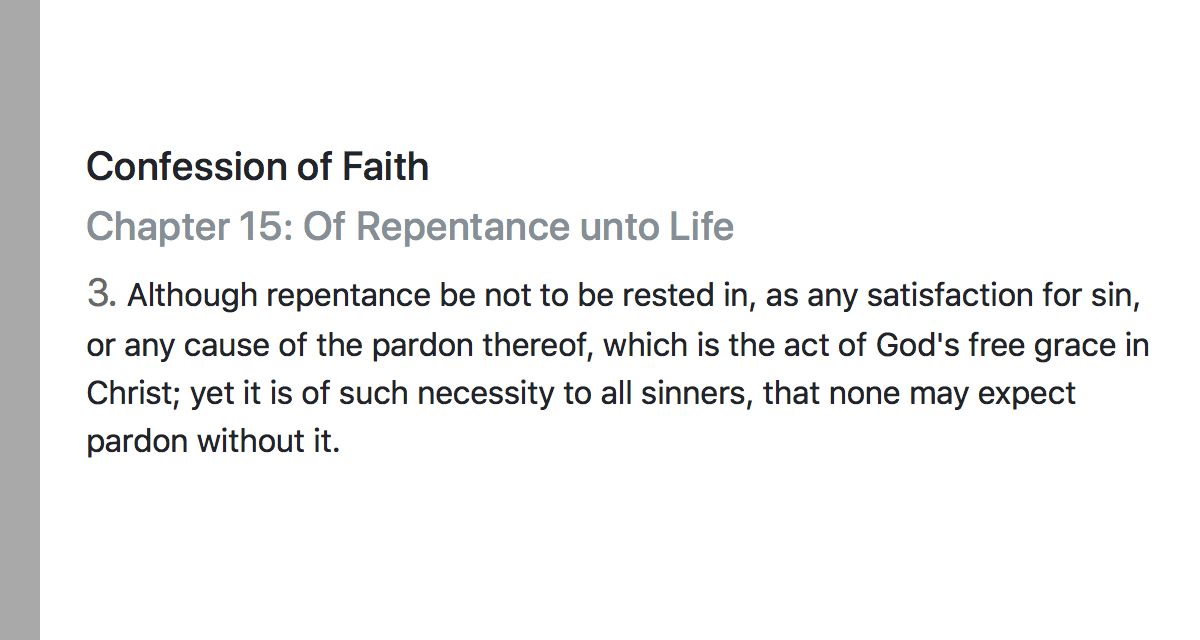 Confession of Faith
Chapter 15: Of Repentance unto Life
3. Although repentance be not to be rested in, as any satisfaction for sin,
or any cause of the pardon thereof, which is the act of God's free grace in
Christ; yet it is of such necessity to all sinners, that none may expect
pardon without it.